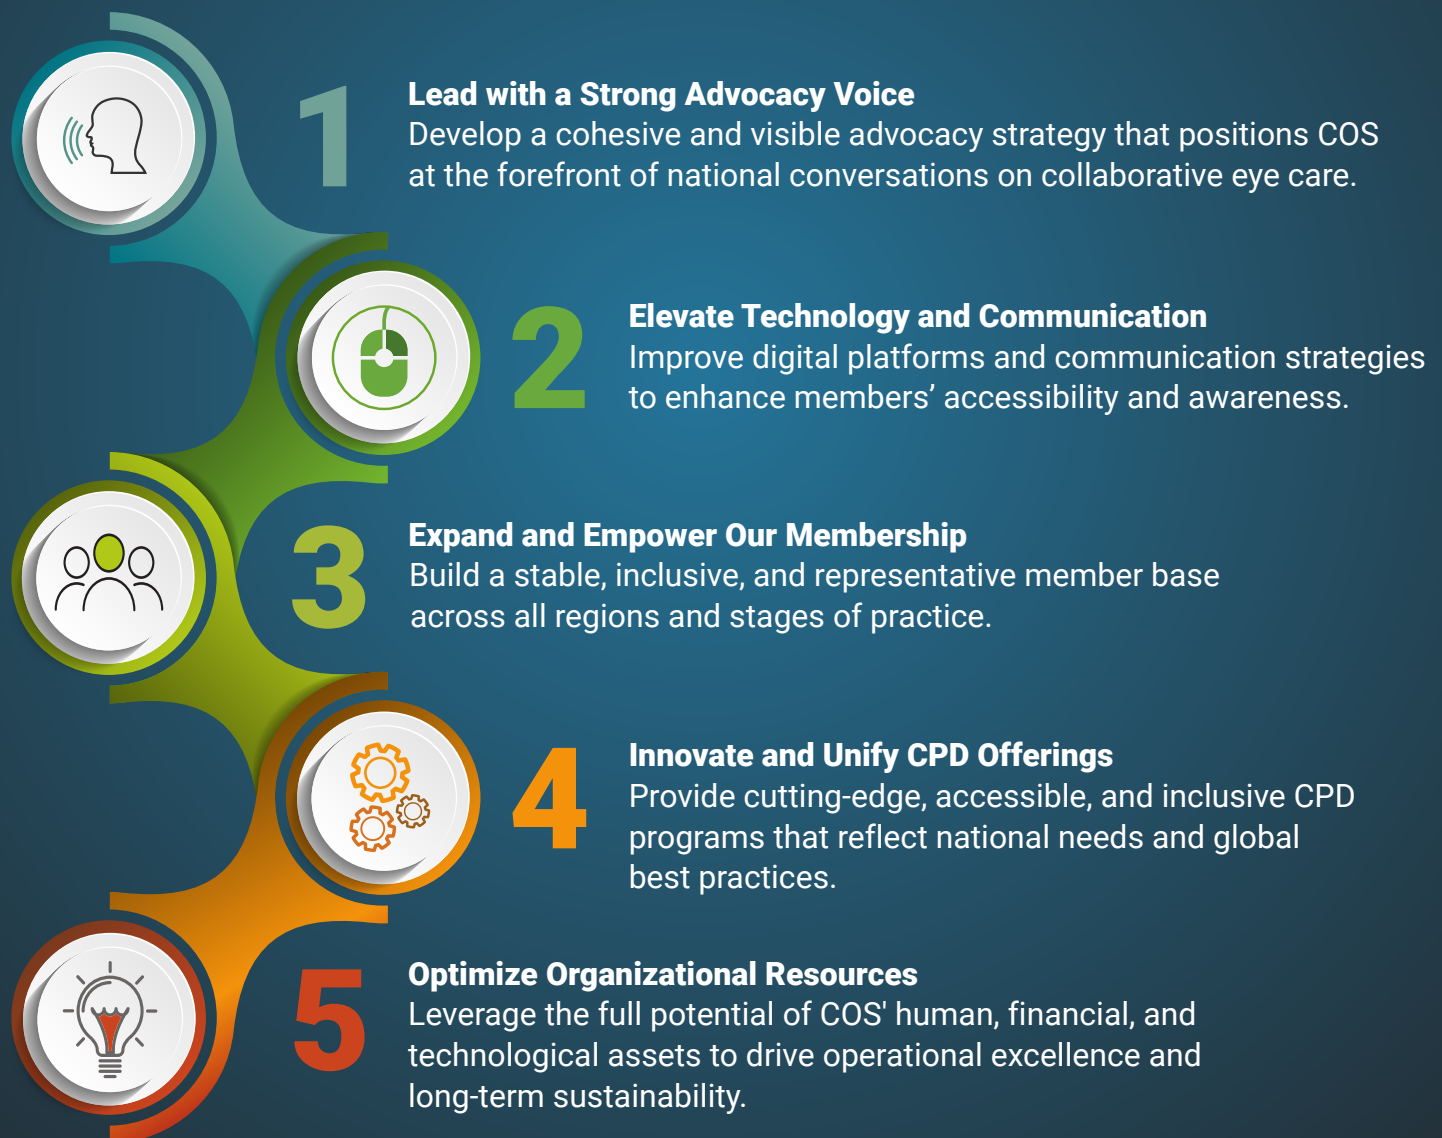 1
Lead with a Strong Advocacy Voice
Develop a cohesive and visible advocacy strategy that positions COS
at the forefront of national conversations on collaborative eye care.
2
Elevate Technology and Communication
Improve digital platforms and communication strategies
to enhance members’ accessibility and awareness.
3
Expand and Empower Our Membership
Build a stable, inclusive, and representative member base
across all regions and stages of practice.
4
Innovate and Unify CPD Offerings
Provide cutting-edge, accessible, and inclusive CPD
programs that reflect national needs and global
best practices.
5
Optimize Organizational Resources
Leverage the full potential of COS' human, financial, and
technological assets to drive operational excellence and
long-term sustainability.